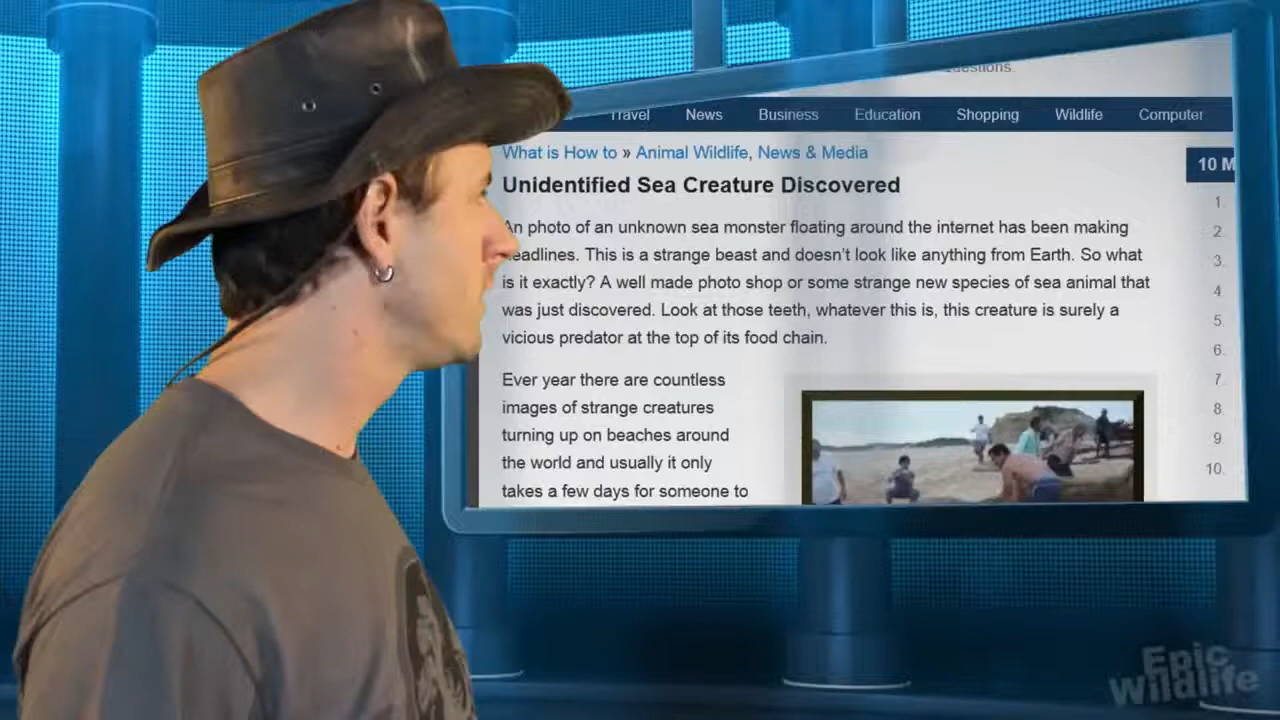 Travel News Business Education Shopping Wildlife Computer
What is How to » Animal Wildlife, News & Media
10 M
Unidentified Sea Creature Discovered
An photo of an unknown sea monster floating around the internet has been making
headlines. This is a strange beast and doesn't look like anything from Earth. So what
is it exactly? A well made photo shop or some strange new species of sea animal that
was just discovered. Look at those teeth, whatever this is, this creature is surely a
vicious predator at the top of its food chain.
Ever year there are countless
images of strange creatures
turning up on beaches around
the world and usually it only
takes a few days for someone to
1.
2.
3.
4
5
6.
7.
8.
9.
10.
Epic
Wildlife